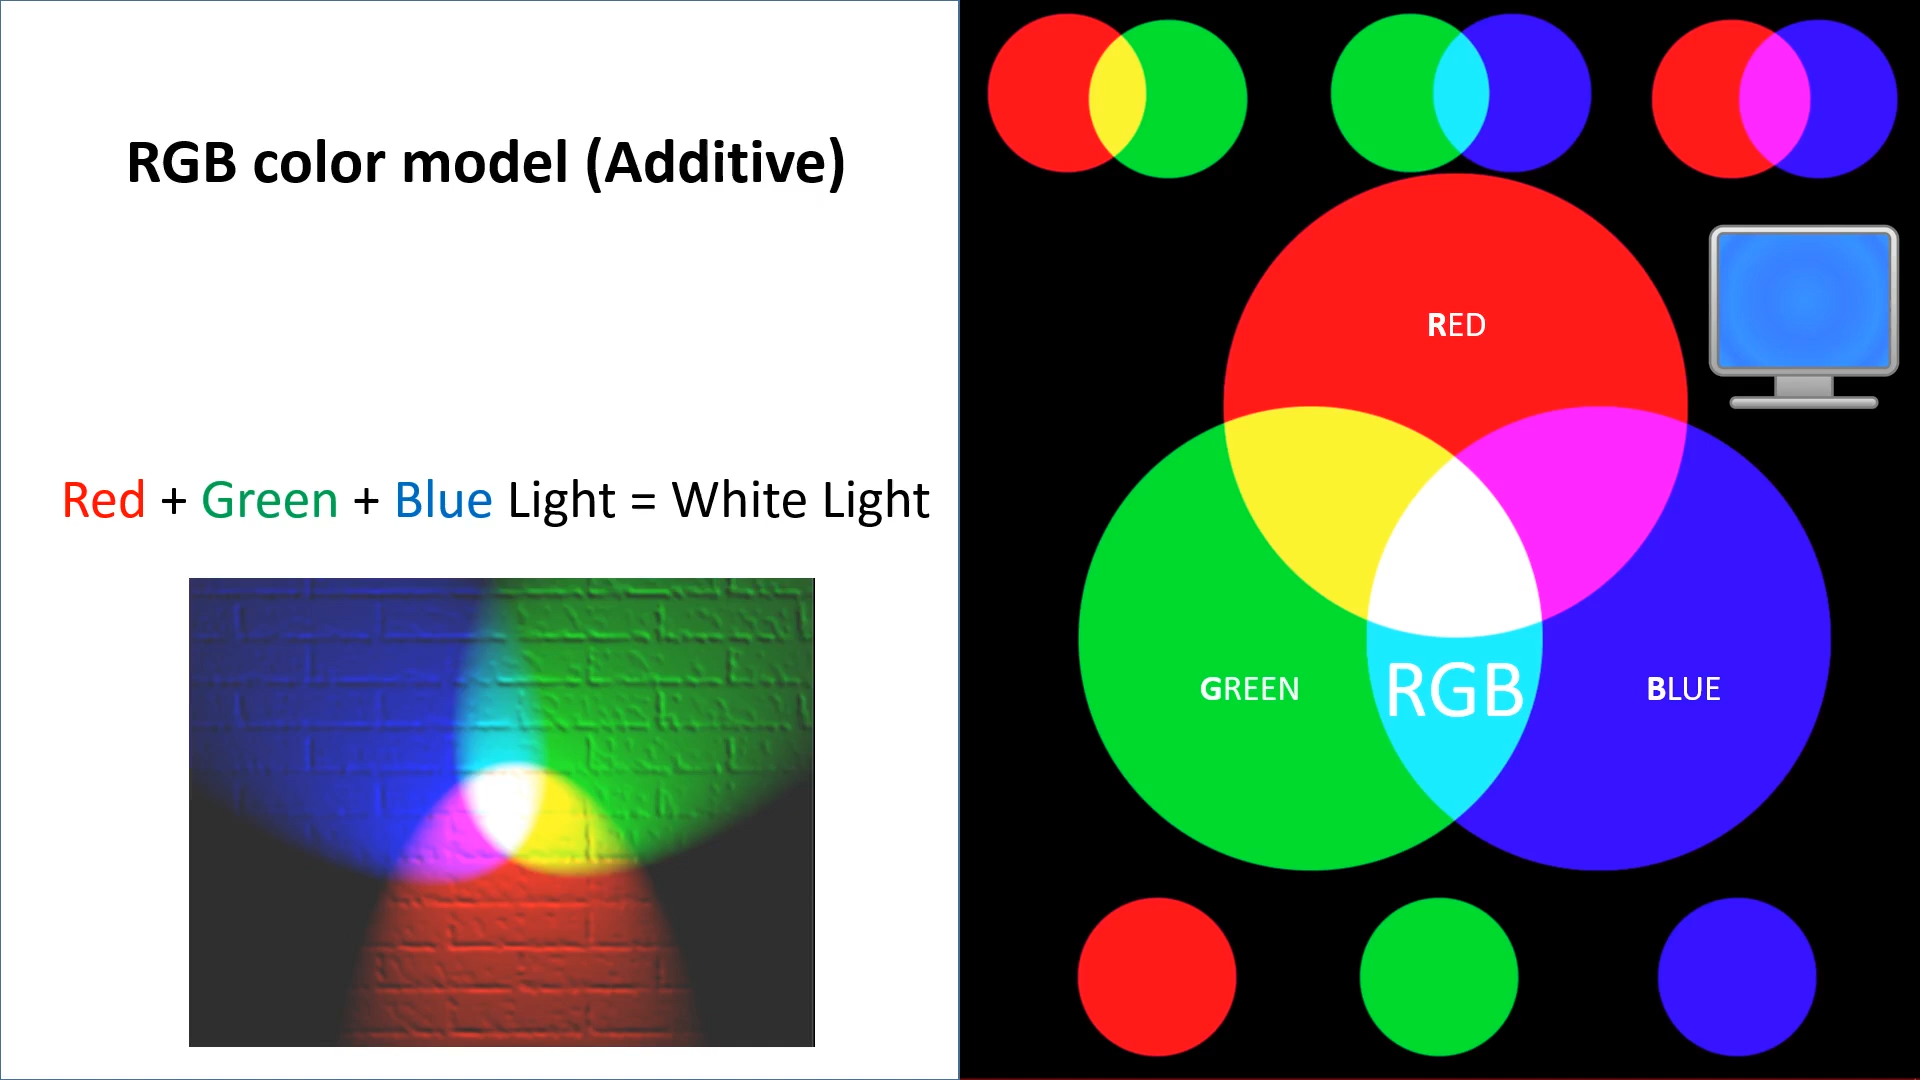 RGB color model (Additive)
Red + Green + Blue Light = White Light
RED
GREEN
RGB
BLUE